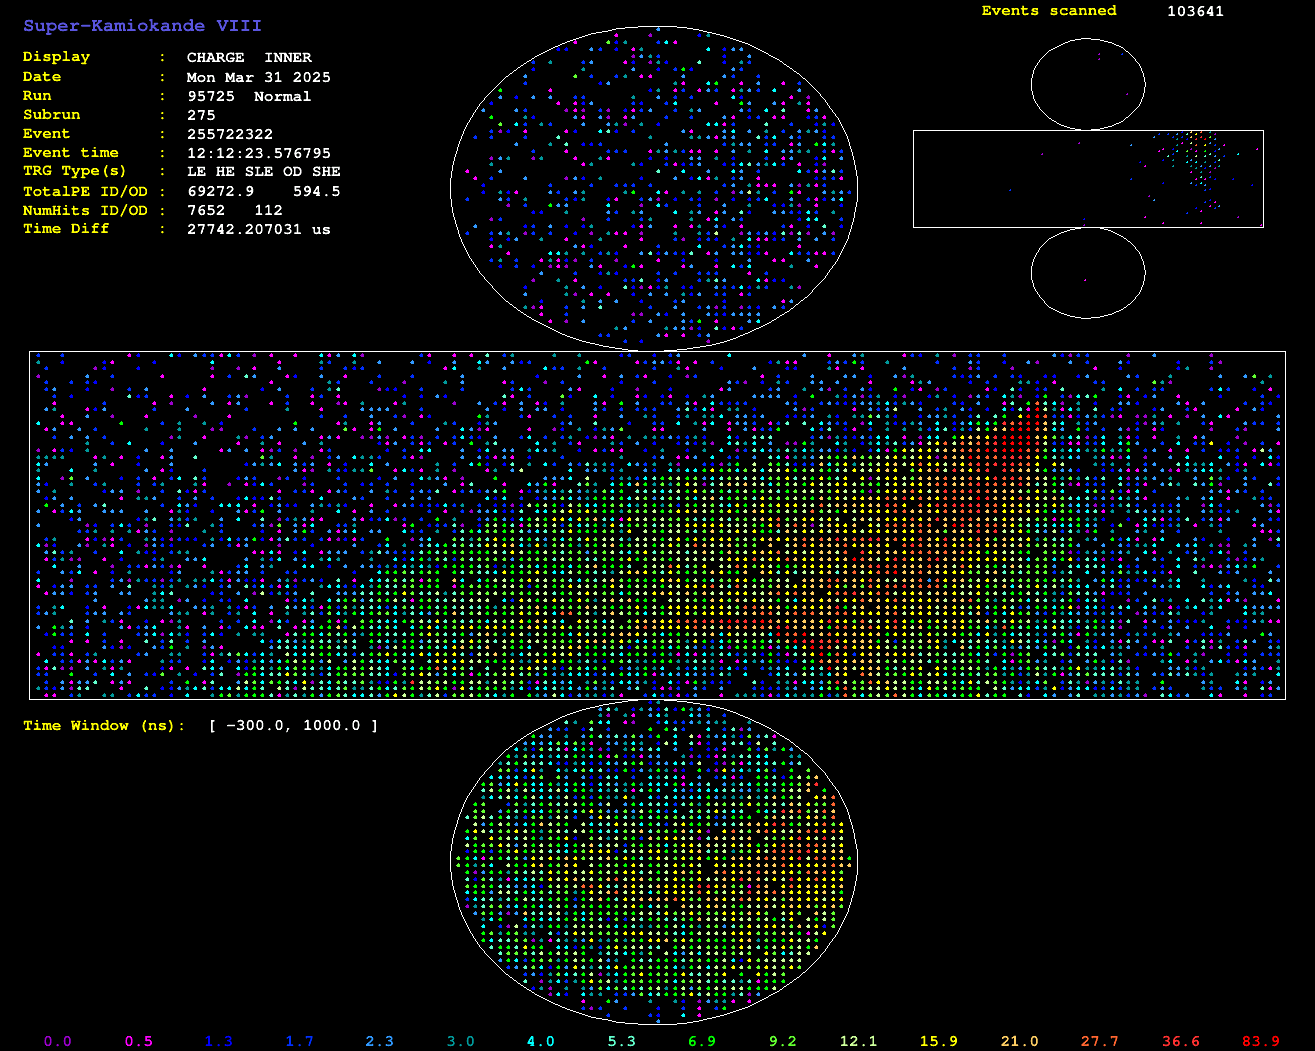 Super-Kamiokande VIII
Events scanned 103641
Display : CHARGE INNER
Date : Mon Mar 31 2025
Run : 95725 Normal
Subrun : 275
Event : 255722322
Event time : 12:12:23.576795
TRG Type(s) : LE HE SLE OD SHE
TotalPE ID/OD : 69272.9 594.5
NumHits ID/OD : 7652 112
Time Diff : 27742.207031 us
Time Window (ns): [ -300.0, 1000.0 ]
0.0 0.5 1.3 1.7 2.3 3.0 4.0 5.3 6.9 9.2 12.1 15.9 21.0 27.7 36.6 83.9